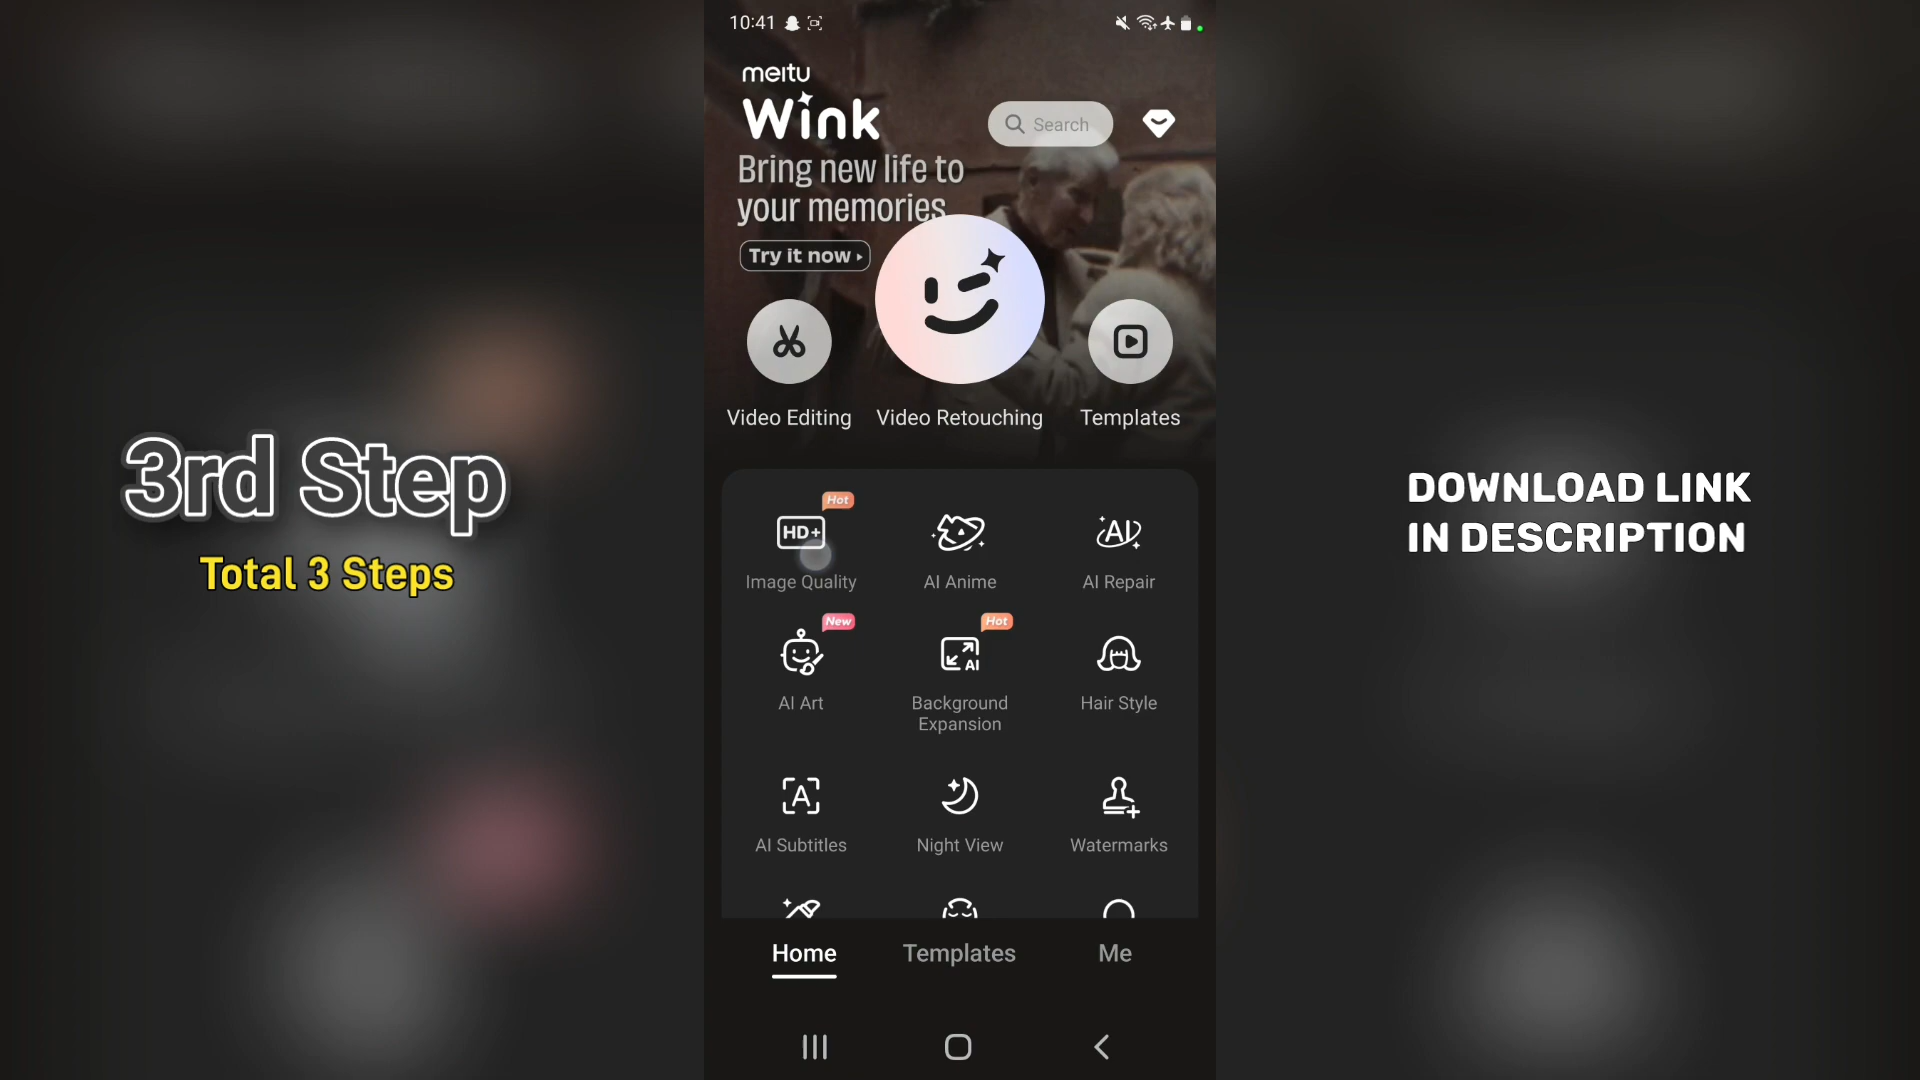 10:41
meitu
Wink
Search
Bring new life to
your memories
Try it now
Video Editing
Video Retouching
Templates
3rd Step
Total 3 Steps
DOWNLOAD LINK
IN DESCRIPTION
Hot
HD+
AI
Image Quality
AI Anime
AI Repair
New
Hot
AI
AI Art
Background
Expansion
Hair Style
A
AI Subtitles
Night View
Watermarks
Home
Templates
Me